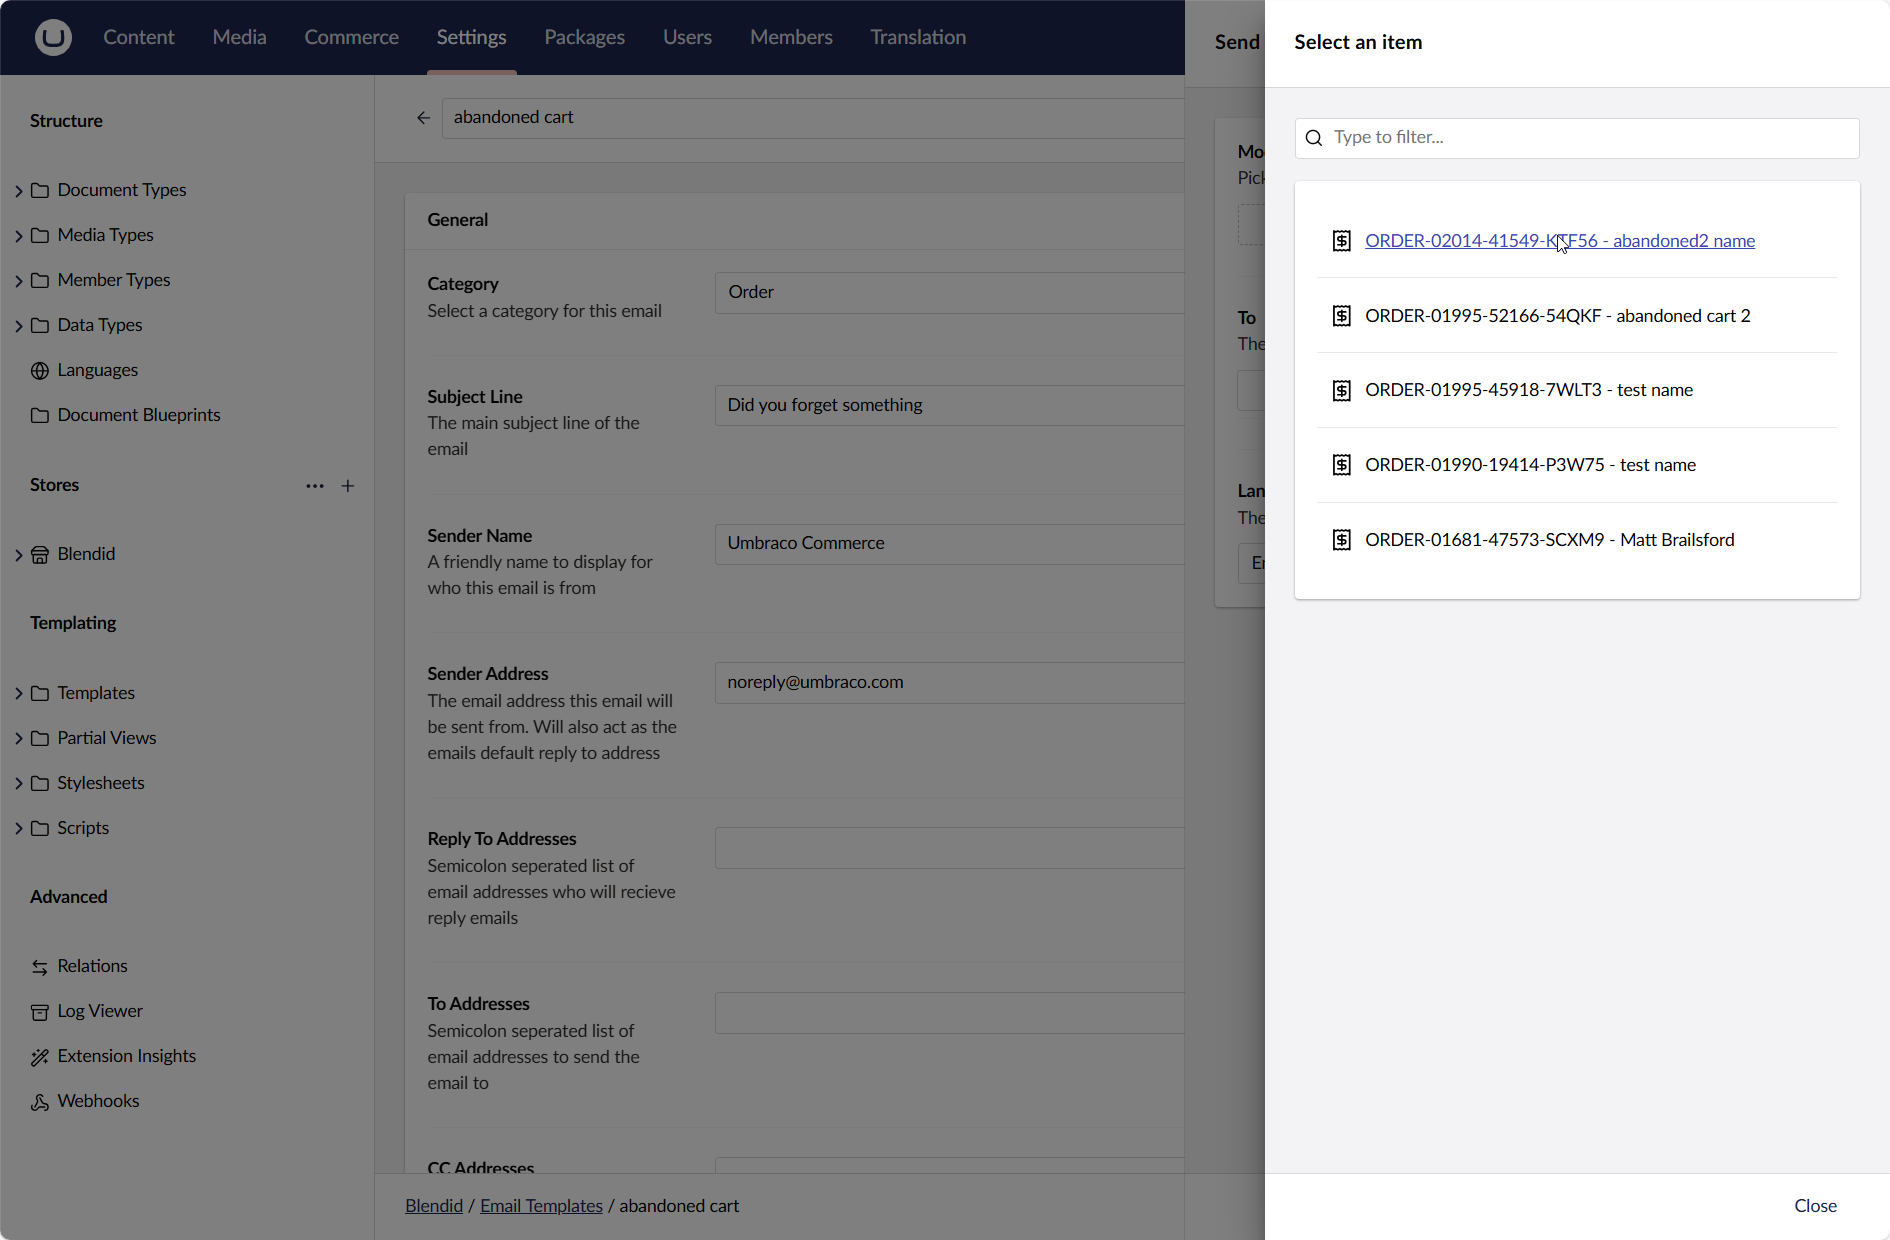 Content Media Commerce Settings Packages Users Members Translation
Structure
Document Types
Media Types
Member Types
Data Types
Languages
Document Blueprints
Stores
Blendid
Templating
Templates
Partial Views
Stylesheets
Scripts
Advanced
Relations
Log Viewer
Extension Insights
Webhooks
abandoned cart
General
Category
Select a category for this email
Order
Subject Line
The main subject line of the
email
Did you forget something
Sender Name
A friendly name to display for
who this email is from
Umbraco Commerce
Sender Address
The email address this email will
be sent from. Will also act as the
emails default reply to address
noreply@umbraco.com
Reply To Addresses
Semicolon seperated list of
email addresses who will recieve
reply emails
To Addresses
Semicolon seperated list of
email addresses to send the
email to
CC Addresses
Blendid / Email Templates / abandoned cart
Send
To
The
The
Select an item
Type to filter...
ORDER-02014-41549-KTF56 - abandoned2 name
ORDER-01995-52166-54QKF - abandoned cart 2
ORDER-01995-45918-7WLT3 - test name
ORDER-01990-19414-P3W75 - test name
ORDER-01681-47573-SCXM9 - Matt Brailsford
Close